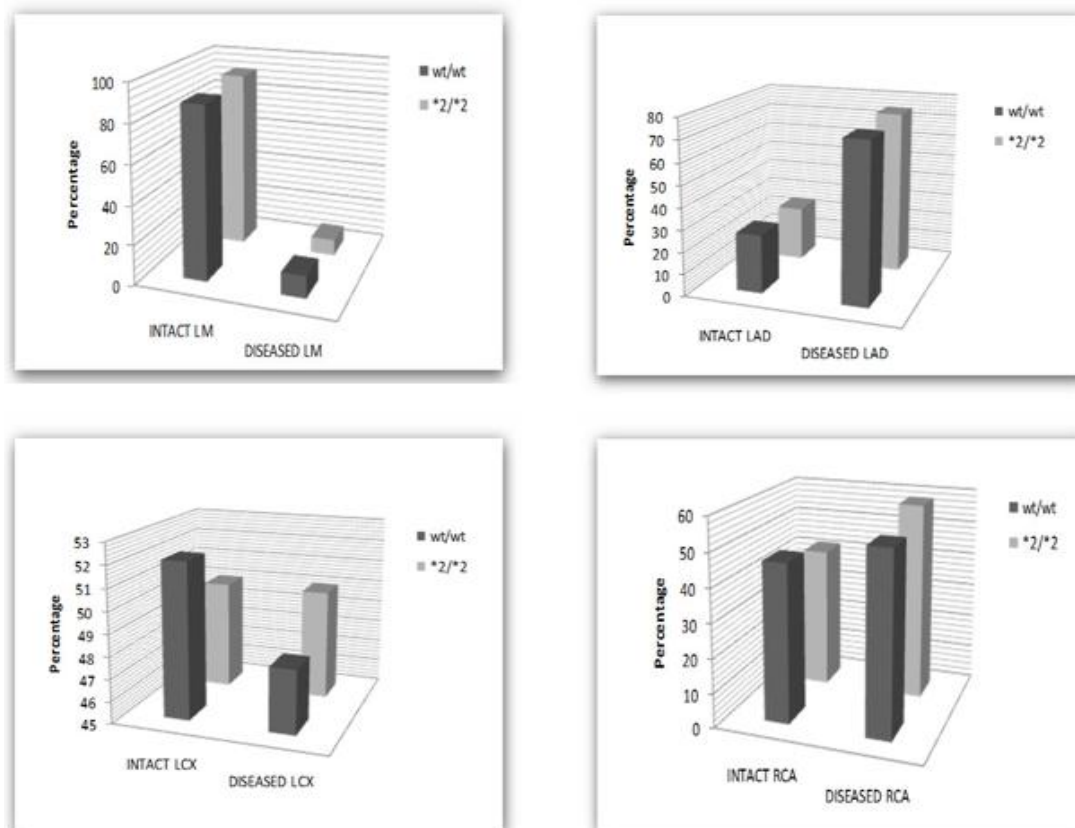 100
80
60
40
20
0
Percentage
INTACT LM
DISEASED LM
wt/wt
*2/*2
80
70
60
50
40
30
20
10
0
Percentage
INTACT LAD
DISEASED LAD
wt/wt
*2/*2
53
52
51
50
49
48
47
46
45
Percentage
INTACT LCX
DISEASED LCX
wt/wt
*2/*2
60
50
40
30
20
10
0
Percentage
INTACT RCA
DISEASED RCA
wt/wt
*2/*2